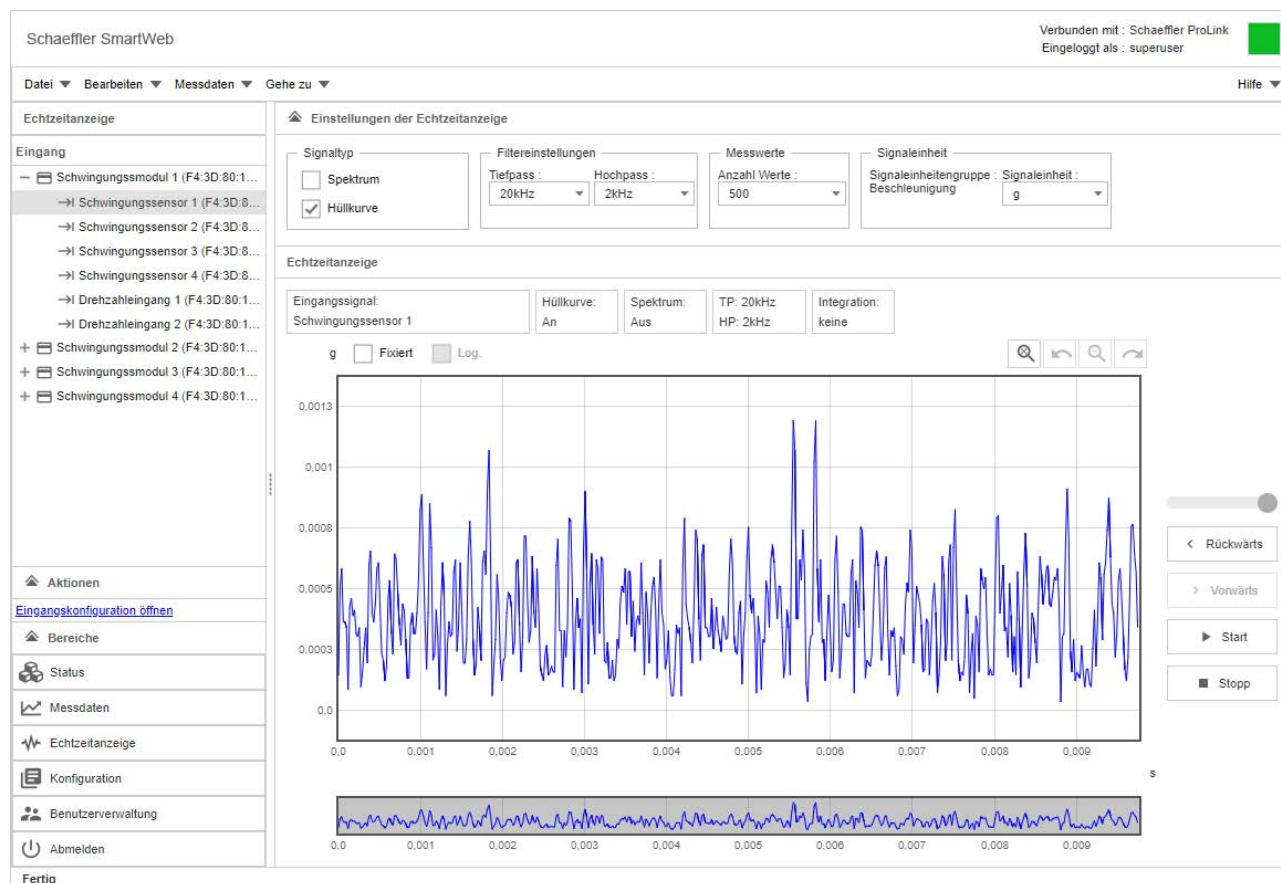 Schaeffler SmartWeb
Verbunden mit : Schaeffler ProLink
Eingeloggt als : superuser
Datei Bearbeiten Messdaten Gehe zu Hilfe
Echtzeitanzeige
Eingang
Schwingungssmodul 1 (F4:3D:80:1...
Schwingungssensor 1 (F4:3D:8...
Schwingungssensor 2 (F4:3D:8...
Schwingungssensor 3 (F4:3D:8...
Schwingungssensor 4 (F4:3D:8...
Drehzahleingang 1 (F4:3D:80:1...
Drehzahleingang 2 (F4:3D:80:1...
Schwingungssmodul 2 (F4:3D:80:1...
Schwingungssmodul 3 (F4:3D:80:1...
Schwingungssmodul 4 (F4:3D:80:1...
Aktionen
Eingangskonfiguration öffnen
Bereiche
Status
Messdaten
Echtzeitanzeige
Konfiguration
Benutzerverwaltung
Abmelden
Fertig
Einstellungen der Echtzeitanzeige
Signaltyp
Spektrum
Hüllkurve
Filtereinstellungen
Tiefpass : Hochpass :
20kHz 2kHz
Messwerte
Anzahl Werte :
500
Signaleinheit
Signaleinheitengruppe : Signaleinheit :
Beschleunigung
g
Echtzeitanzeige
Eingangssignal:
Schwingungssensor 1
Hüllkurve:
An
Spektrum:
Aus
TP: 20kHz
HP: 2kHz
Integration:
keine
g Fixiert Log.
0,0013
0,001
0,0008
0,0005
0,0003
0,0
0,0 0,001 0,002 0,003 0,004 0,005 0,006 0,007 0,008 0,009
s
0,0 0,001 0,002 0,003 0,004 0,005 0,006 0,007 0,008 0,009
Rückwärts
Vorwärts
Start
Stopp